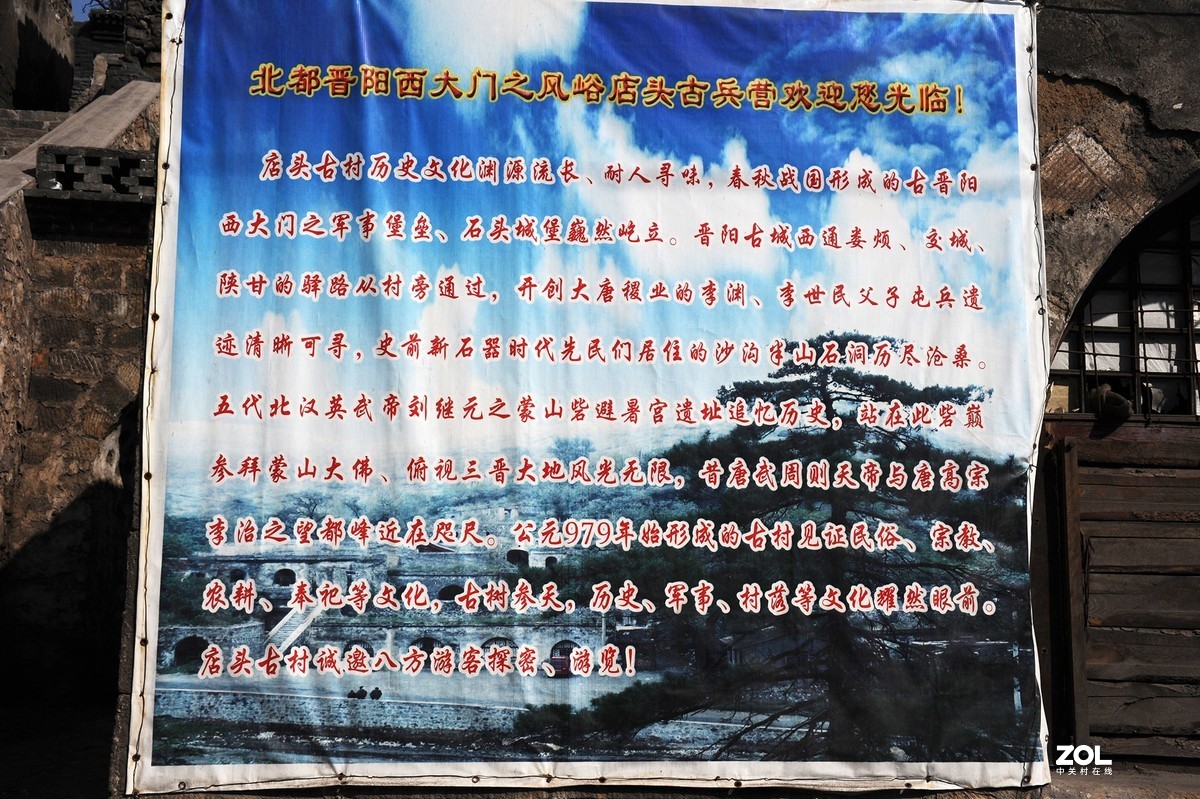 北都晋阳西大门之风峪店头古兵营欢迎您光临！
店头古村历史文化渊源流长、耐人寻味，春秋战国形成的古晋阳
西大门之军事堡垒、石头城堡巍然屹立。晋阳古城西通娄烦、交城、
陕甘的驿路从村旁通过，开创大唐稷业的李渊、李世民父子屯兵遗
迹清晰可寻，史前新石器时代先民们居住的沙沟半山石洞历尽沧桑。
五代北汉英武帝刘继元之蒙山砦避暑宫遗址追忆历史，站在此砦巅
参拜蒙山大佛、俯视三晋大地风光无限，昔唐武周则天帝与唐高宗
李治之望都峰近在咫尺。公元979年始形成的古村见证民俗、宗教、
农耕、奉祀等文化，古树参天，历史、军事、村落等文化耀然眼前。
店头古村诚邀八方游客探密、游览！
ZOL
中关村在线